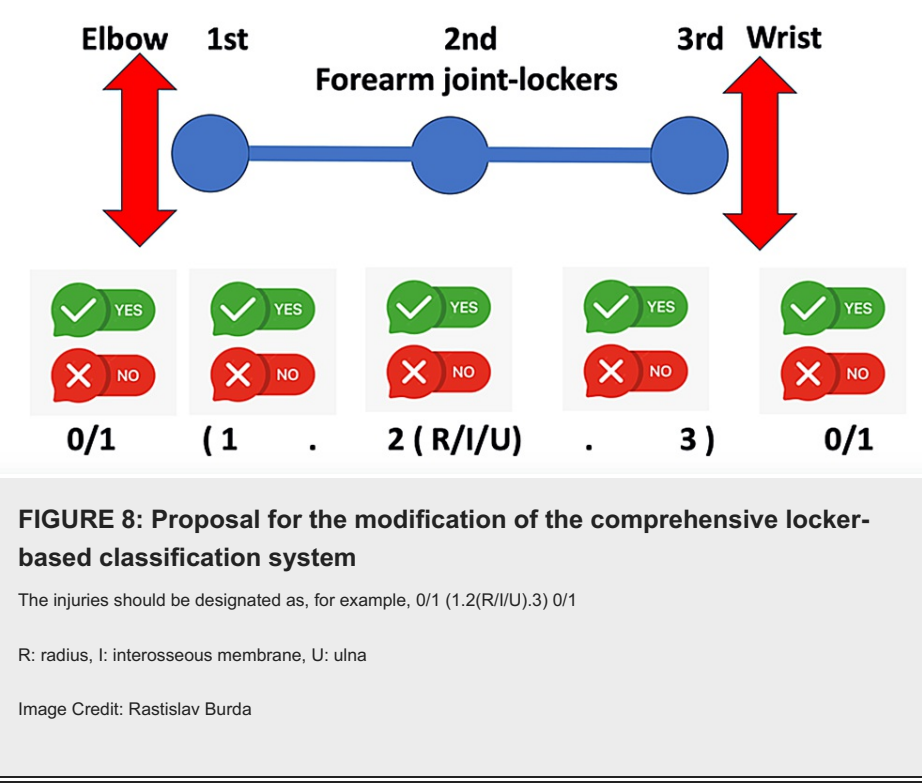 Elbow 1st 2nd 3rd Wrist
Forearm joint-lockers
YES YES YES YES YES
NO NO NO NO NO
0/1 ( 1 . 2 ( R/I/U) . 3 ) 0/1
FIGURE 8: Proposal for the modification of the comprehensive locker-
based classification system
The injuries should be designated as, for example, 0/1 (1.2(R/I/U).3) 0/1
R: radius, I: interosseous membrane, U: ulna
Image Credit: Rastislav Burda